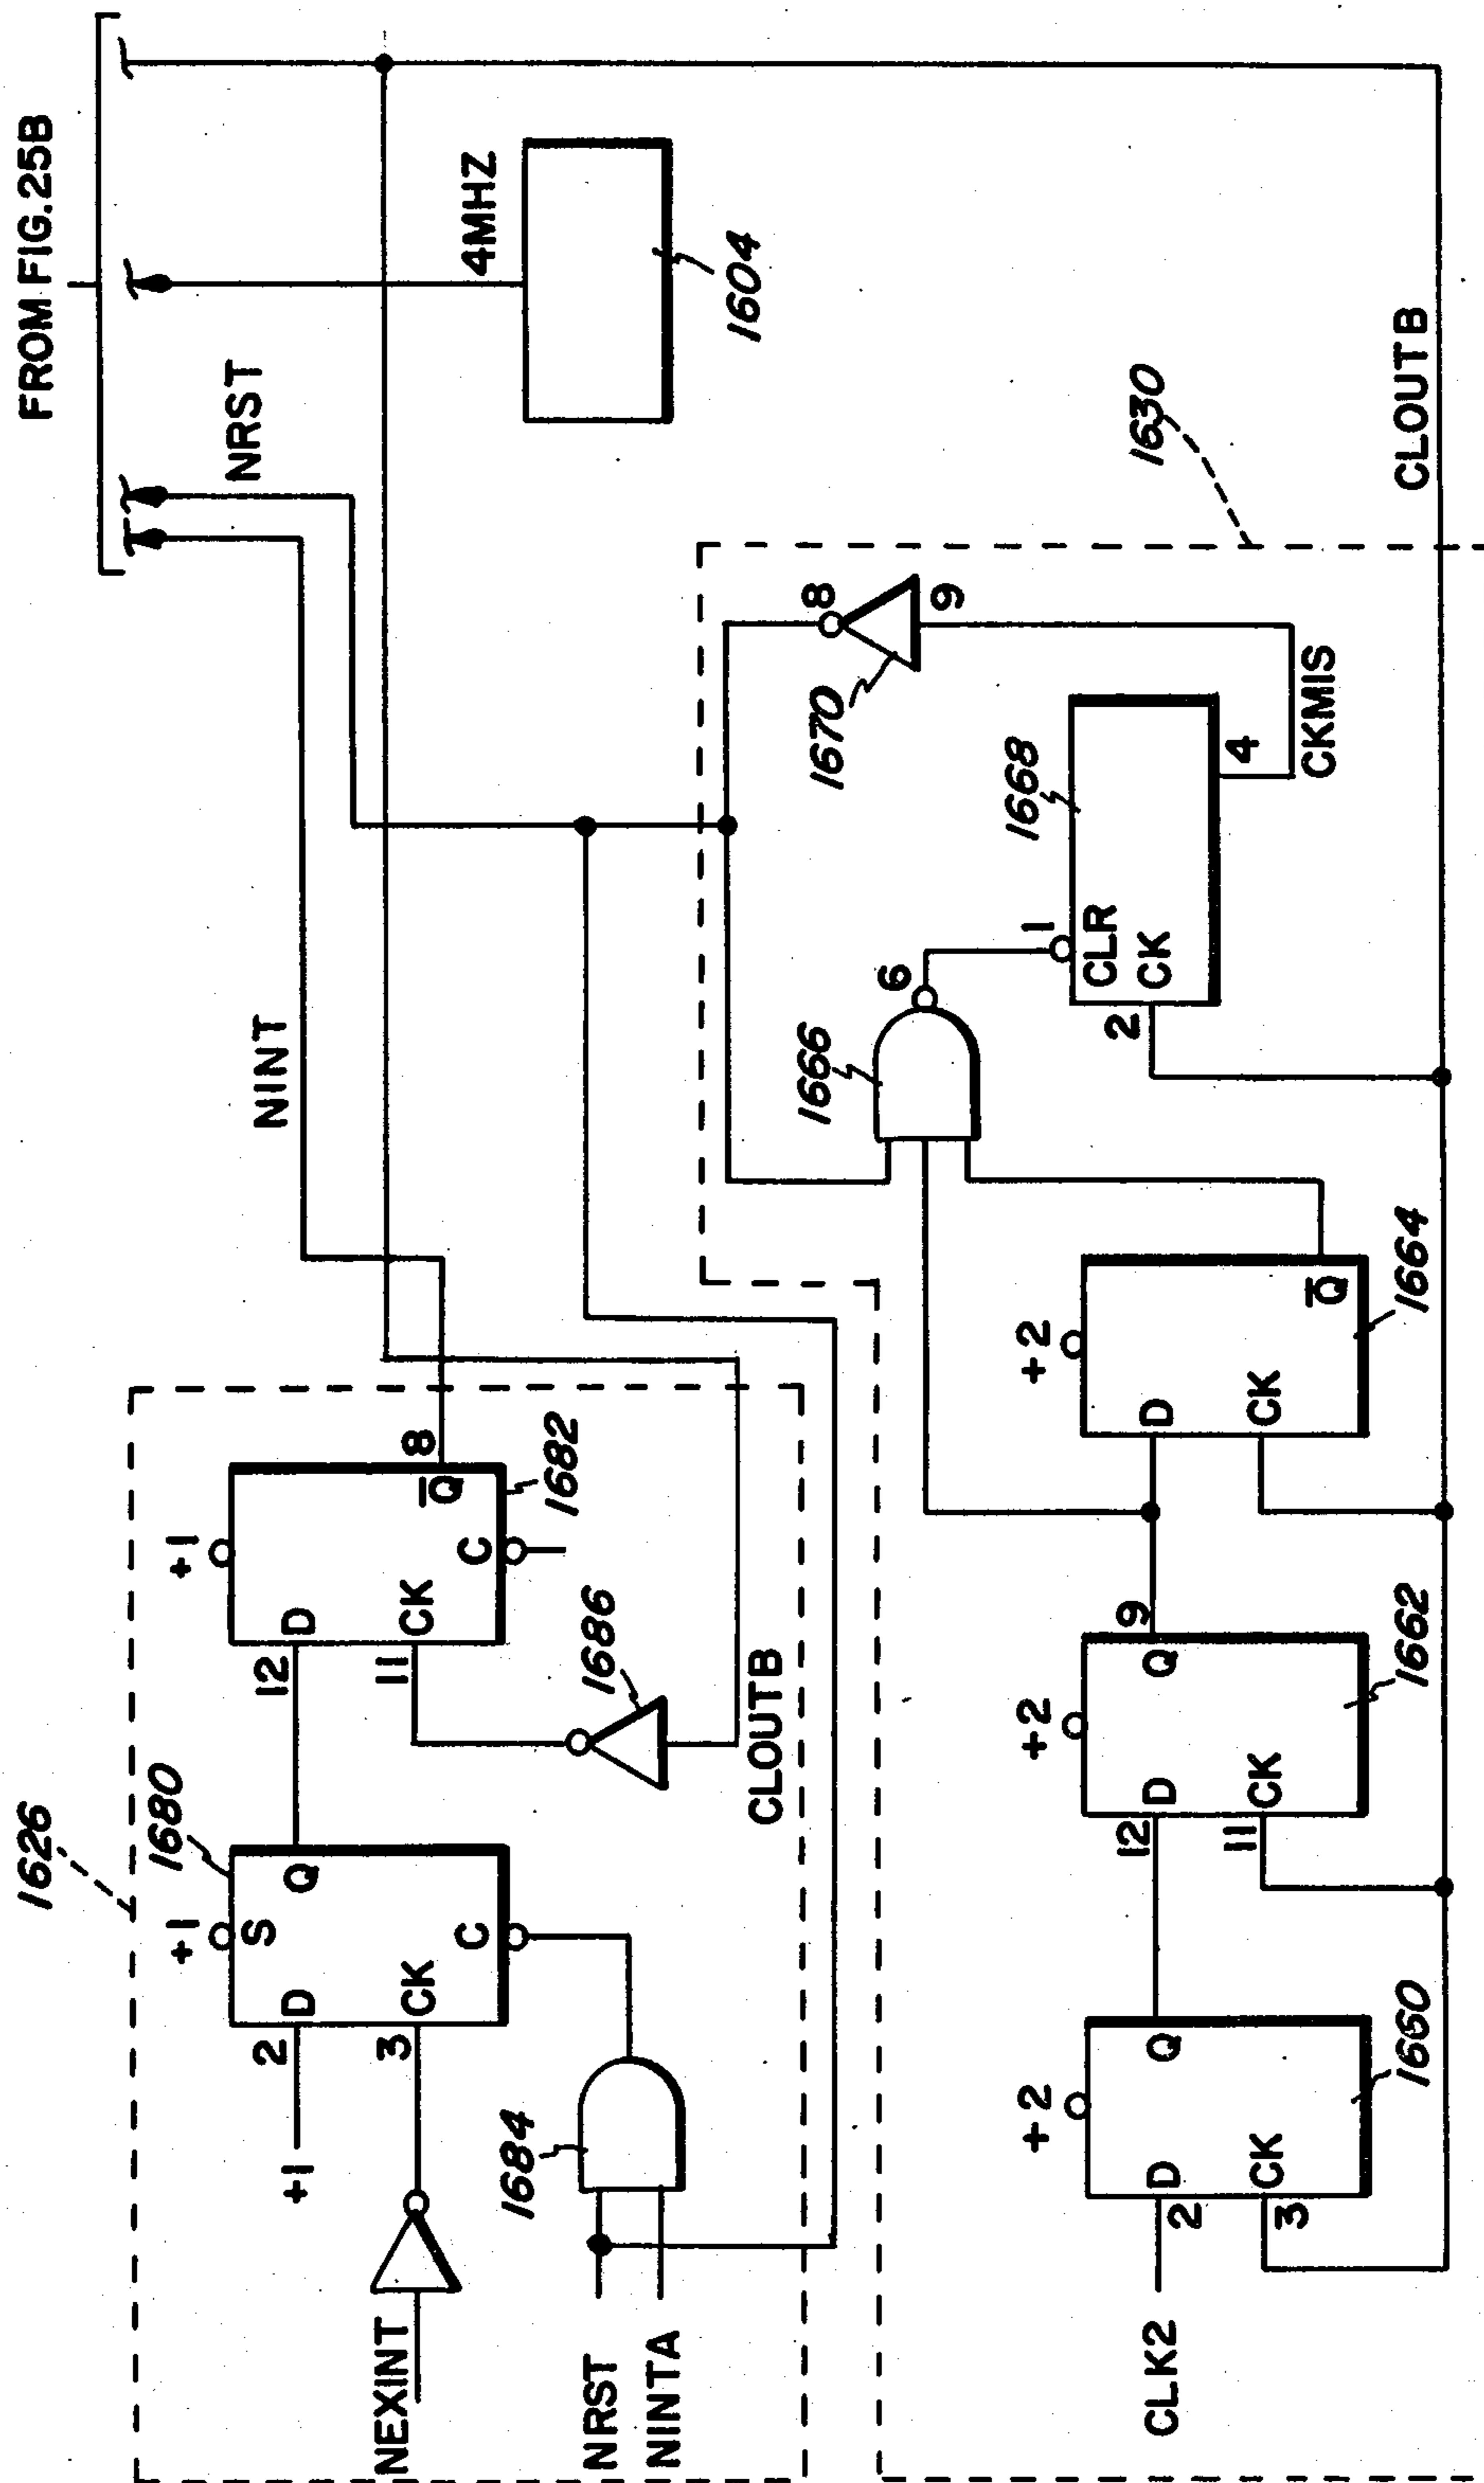 FROM FIG.25B
NRST
4MHZ
1604
NINT
1626
1680
+1
S
D
Q
2
3
CK
C
+1
NEXINT
1684
NRST
NINTA
+1
12
D
11
CK
C
Q̅
8
1682
1686
CLOUTB
1630
1670
8
9
1666
6
1
CLR
CK
2
1668
4
CKMIS
CLK2
2
D
3
CK
Q
+2
1660
12
D
11
CK
Q
9
+2
1662
D
CK
Q̅
+2
1664
CLOUTB